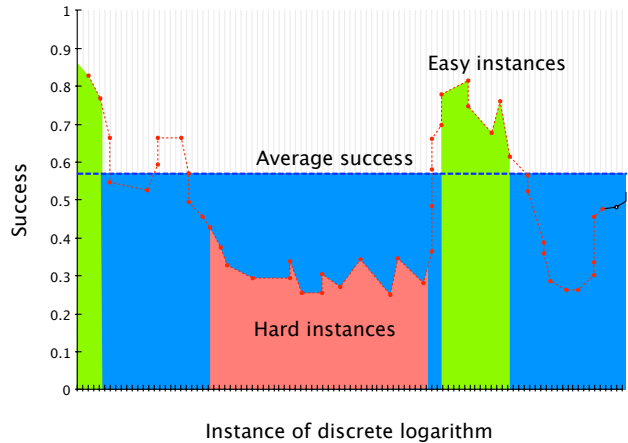 1
0.9
0.8
0.7
0.6
0.5
0.4
0.3
0.2
0.1
0
Success
Easy instances
Average success
Hard instances
Instance of discrete logarithm